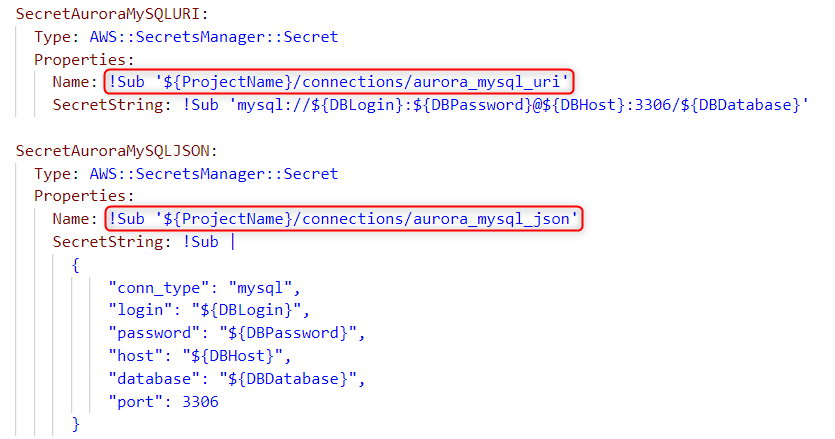 SecretAuroraMySQLURI:
  Type: AWS::SecretsManager::Secret
  Properties:
    Name: !Sub '${ProjectName}/connections/aurora_mysql_uri'
    SecretString: !Sub 'mysql://${DBLogin}:${DBPassword}@${DBHost}:3306/${DBDatabase}'

SecretAuroraMySQLJSON:
  Type: AWS::SecretsManager::Secret
  Properties:
    Name: !Sub '${ProjectName}/connections/aurora_mysql_json'
    SecretString: !Sub |
      {
          "conn_type": "mysql",
          "login": "${DBLogin}",
          "password": "${DBPassword}",
          "host": "${DBHost}",
          "database": "${DBDatabase}",
          "port": 3306
      }